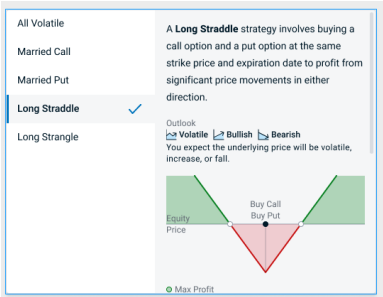 All Volatile
Married Call
Married Put
Long Straddle
Long Strangle
A Long Straddle strategy involves buying a
call option and a put option at the same
strike price and expiration date to profit from
significant price movements in either
direction.
Outlook
Volatile Bullish Bearish
You expect the underlying price will be volatile,
increase, or fall.
Buy Call
Buy Put
Equity
Price
Max Profit